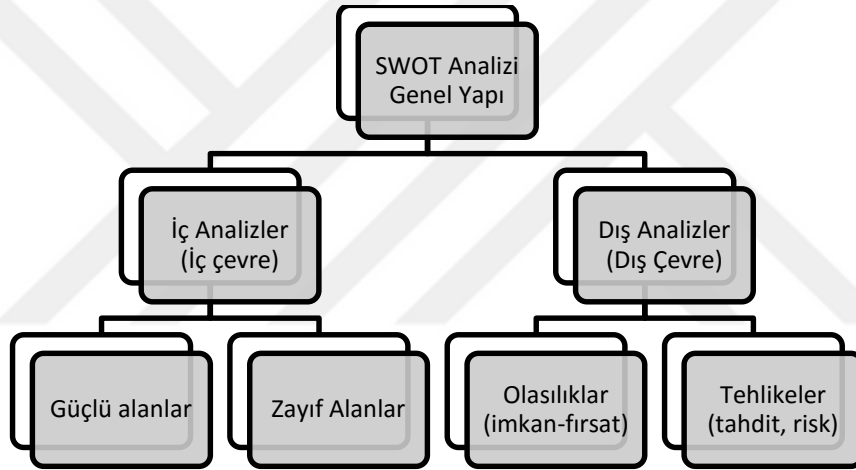 SWOT Analizi
Genel Yapı
İç Analizler
(İç çevre)
Dış Analizler
(Dış Çevre)
Güçlü alanlar
Zayıf Alanlar
Olasılıklar
(imkan-fırsat)
Tehlikeler
(tahdit, risk)